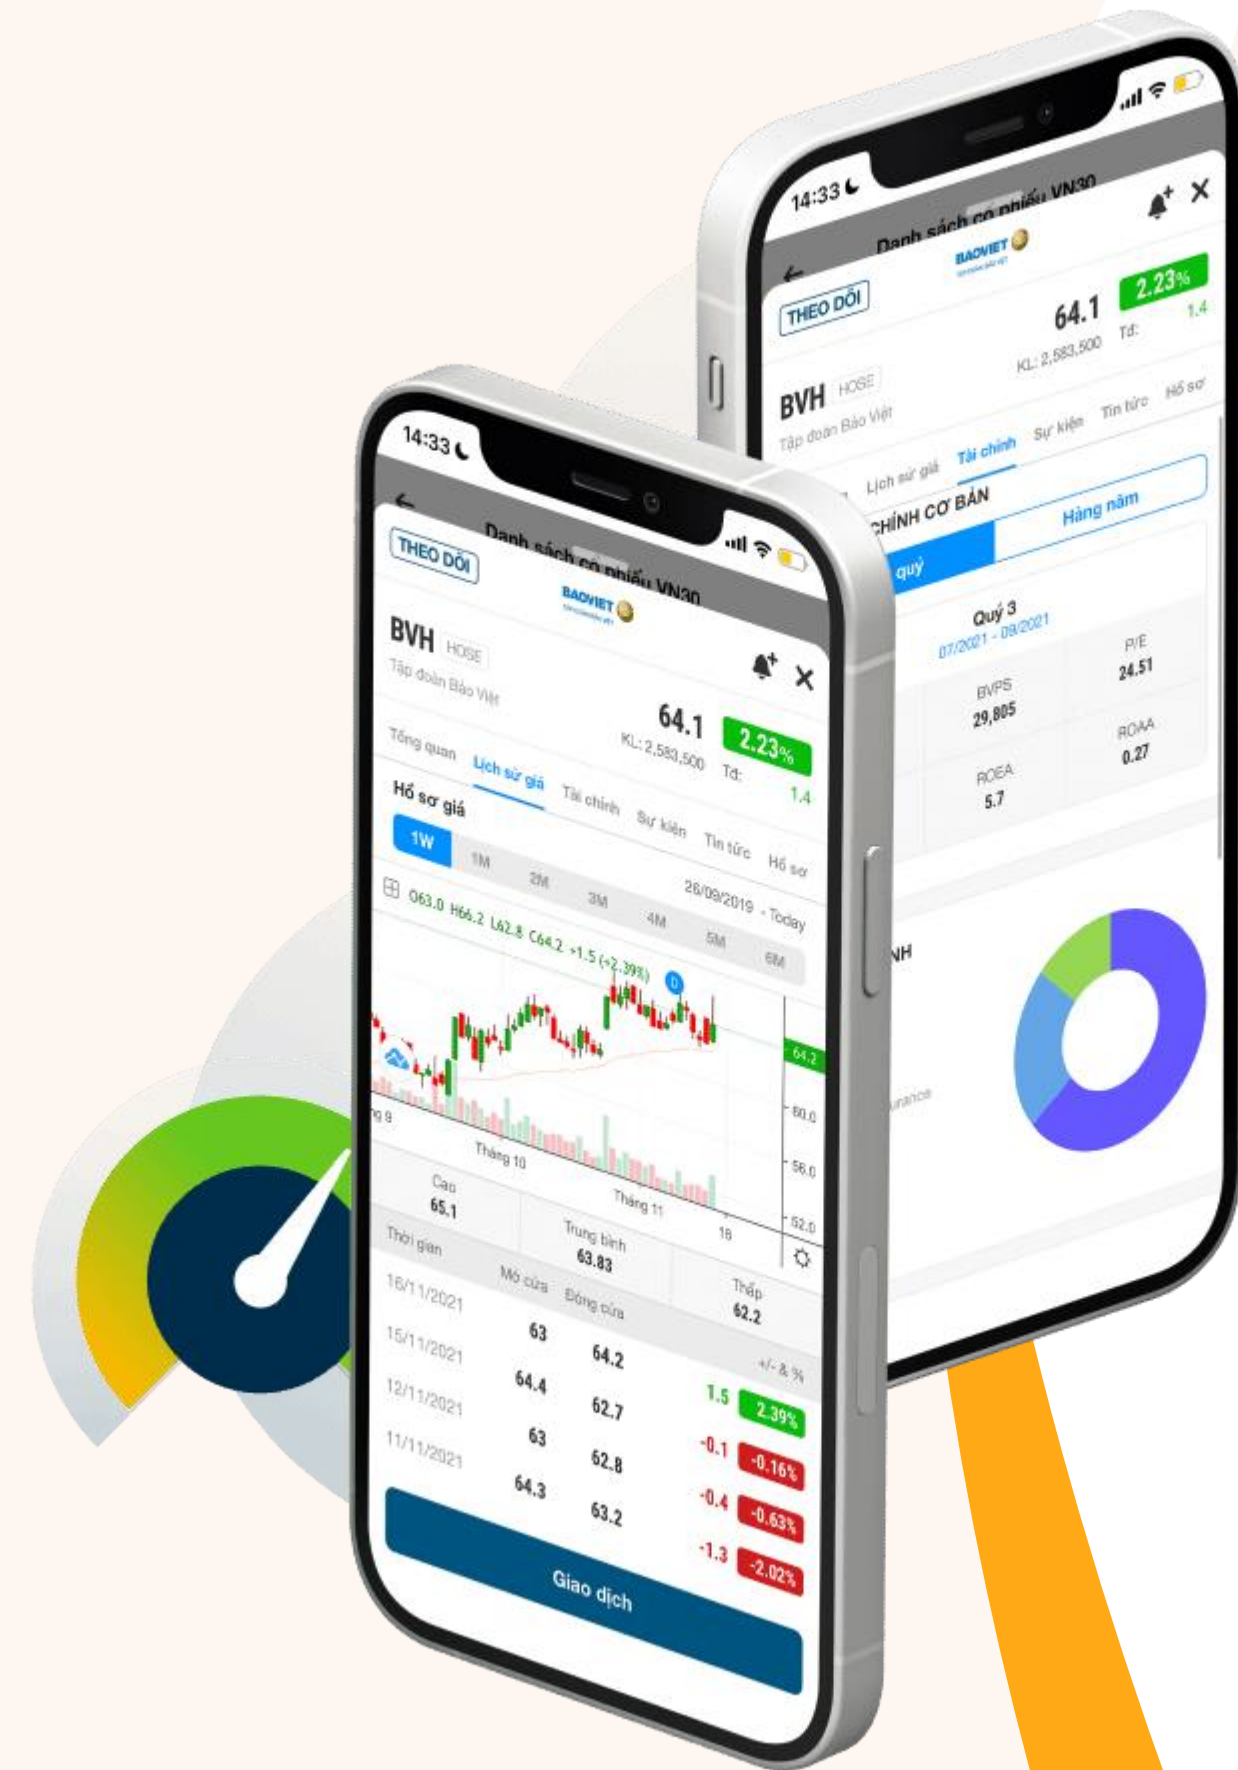 14:33
Danh sách cổ phiếu VN30
THEO DÕI
BAOVIET
BVH HOSE
Tập đoàn Bảo Việt
64.1 2.23%
KL: 2,583,500 Td: 1.4
Tổng quan Lịch sử giá Tài chính Sự kiện Tin tức Hồ sơ
Hồ sơ giá
26/09/2019 - Today
1W 1M 2M 3M 4M 5M 6M
O63.0 H66.2 L62.8 C64.2 +1.5 (+2.39%)
D
64.2
60.0
56.0
52.0
ng 9 Tháng 10 Tháng 11 18
Cao Trung bình Thấp
65.1 63.83 62.2
Thời gian Mở cửa Đóng cửa +/- & %
16/11/2021 63 64.2 1.5 2.39%
15/11/2021 64.4 62.7 -0.1 -0.16%
12/11/2021 63 62.8 -0.4 -0.63%
11/11/2021 64.3 63.2 -1.3 -2.02%
Giao dịch
14:33
Danh sách cổ phiếu VN30
THEO DÕI
BAOVIET
64.1 2.23%
KL: 2,583,500 Td: 1.4
BVH HOSE
Tập đoàn Bảo Việt
Lịch sử giá Tài chính Sự kiện Tin tức Hồ sơ
CHÍNH CƠ BẢN
quý Hàng năm
Quý 3
07/2021 - 09/2021
BVPS P/E
29,805 24.51
ROEA ROAA
5.7 0.27
NH
urance